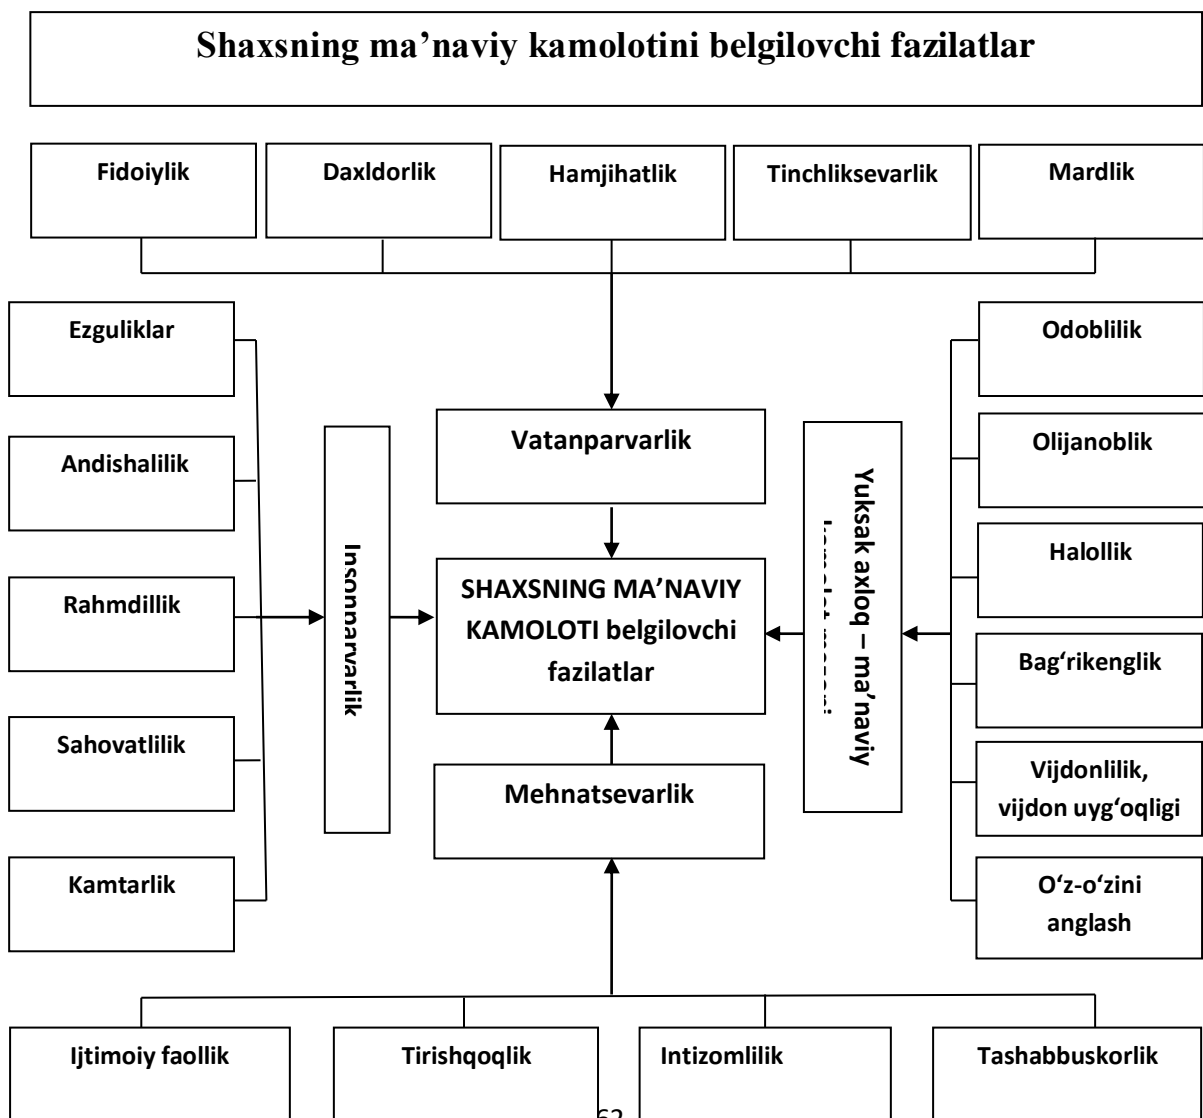 Shaxsning ma’naviy kamolotini belgilovchi fazilatlar
Fidoiylik
Daxldorlik
Hamjihatlik
Tinchliksevarlik
Mardlik
Ezguliklar
Andishalilik
Rahmdillik
Sahovatlilik
Kamtarlik
Insonparvarlik
Vatanparvarlik
SHAXSNING MA’NAVIY
KAMOLOTI belgilovchi
fazilatlar
Mehnatsevarlik
Yuksak axloq – ma’naviy
Odoblilik
Olijanoblik
Halollik
Bag‘rikenglik
Vijdonlilik,
vijdon uyg‘oqligi
O‘z-o‘zini
anglash
Ijtimoiy faollik
Tirishqoqlik
Intizomlilik
Tashabbuskorlik
62